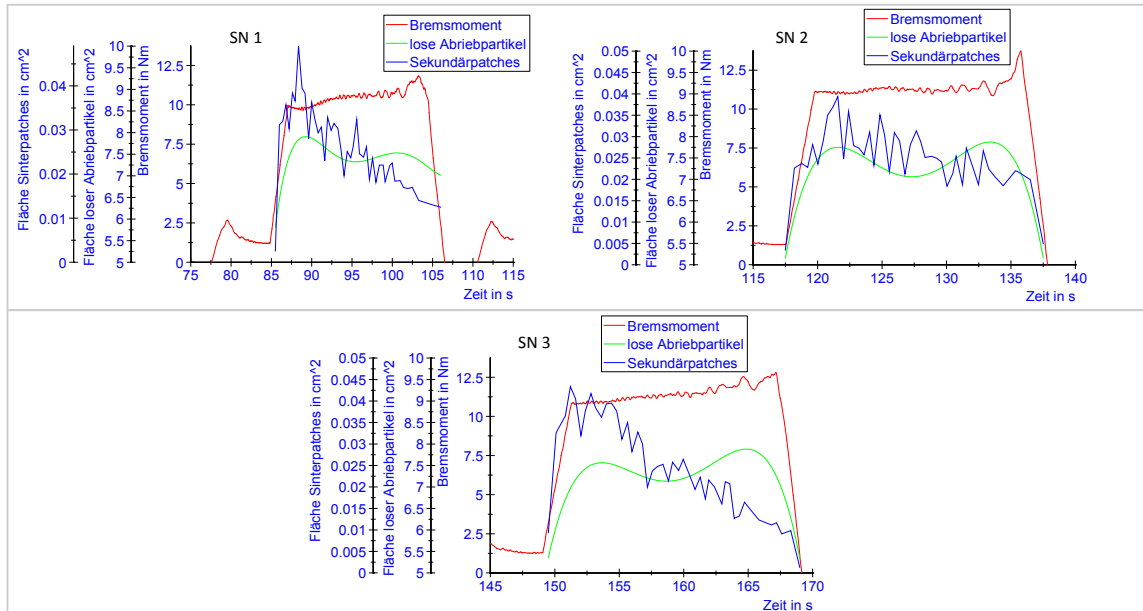 SN 1
Bremsmoment
lose Abriebpartikel
Sekundärpatches
Fläche Sinterpatches in cm^2
0.04
0.03
0.02
0.01
0
Fläche loser Abriebpartikel in cm^2
10
9.5
9
8.5
8
7.5
7
6.5
6
5.5
5
Bremsmoment in Nm
12.5
10
7.5
5
2.5
0
75 80 85 90 95 100 105 110 115
Zeit in s
SN 2
Bremsmoment
lose Abriebpartikel
Sekundärpatches
Fläche Sinterpatches in cm^2
0.05
0.045
0.04
0.035
0.03
0.025
0.02
0.015
0.01
0.005
0
Fläche loser Abriebpartikel in cm^2
10
9.5
9
8.5
8
7.5
7
6.5
6
5.5
5
Bremsmoment in Nm
12.5
10
7.5
5
2.5
0
115 120 125 130 135 140
Zeit in s
SN 3
Bremsmoment
lose Abriebpartikel
Sekundärpatches
Fläche Sinterpatches in cm^2
0.05
0.045
0.04
0.035
0.03
0.025
0.02
0.015
0.01
0.005
0
Fläche loser Abriebpartikel in cm^2
10
9.5
9
8.5
8
7.5
7
6.5
6
5.5
5
Bremsmoment in Nm
12.5
10
7.5
5
2.5
0
145 150 155 160 165 170
Zeit in s